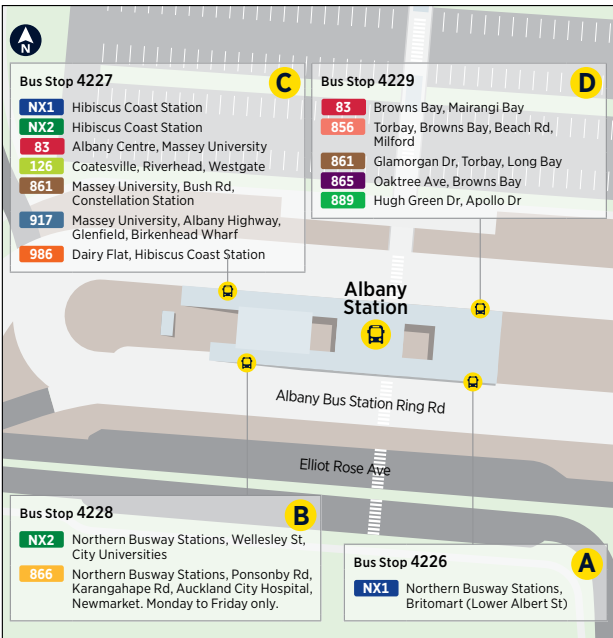 N
Bus Stop 4227
C
NX1 Hibiscus Coast Station
NX2 Hibiscus Coast Station
83 Albany Centre, Massey University
126 Coatesville, Riverhead, Westgate
861 Massey University, Bush Rd,
Constellation Station
917 Massey University, Albany Highway,
Glenfield, Birkenhead Wharf
986 Dairy Flat, Hibiscus Coast Station
Bus Stop 4229
D
83 Browns Bay, Mairangi Bay
856 Torbay, Browns Bay, Beach Rd,
Milford
861 Glamorgan Dr, Torbay, Long Bay
865 Oaktree Ave, Browns Bay
889 Hugh Green Dr, Apollo Dr
Albany
Station
Albany Bus Station Ring Rd
Elliot Rose Ave
Bus Stop 4228
B
NX2 Northern Busway Stations, Wellesley St,
City Universities
866 Northern Busway Stations, Ponsonby Rd,
Karangahape Rd, Auckland City Hospital,
Newmarket. Monday to Friday only.
Bus Stop 4226
A
NX1 Northern Busway Stations,
Britomart (Lower Albert St)